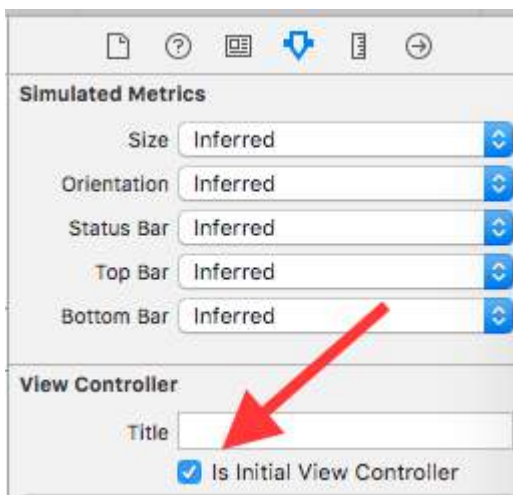 Simulated Metrics
Size Inferred
Orientation Inferred
Status Bar Inferred
Top Bar Inferred
Bottom Bar Inferred
View Controller
Title
Is Initial View Controller